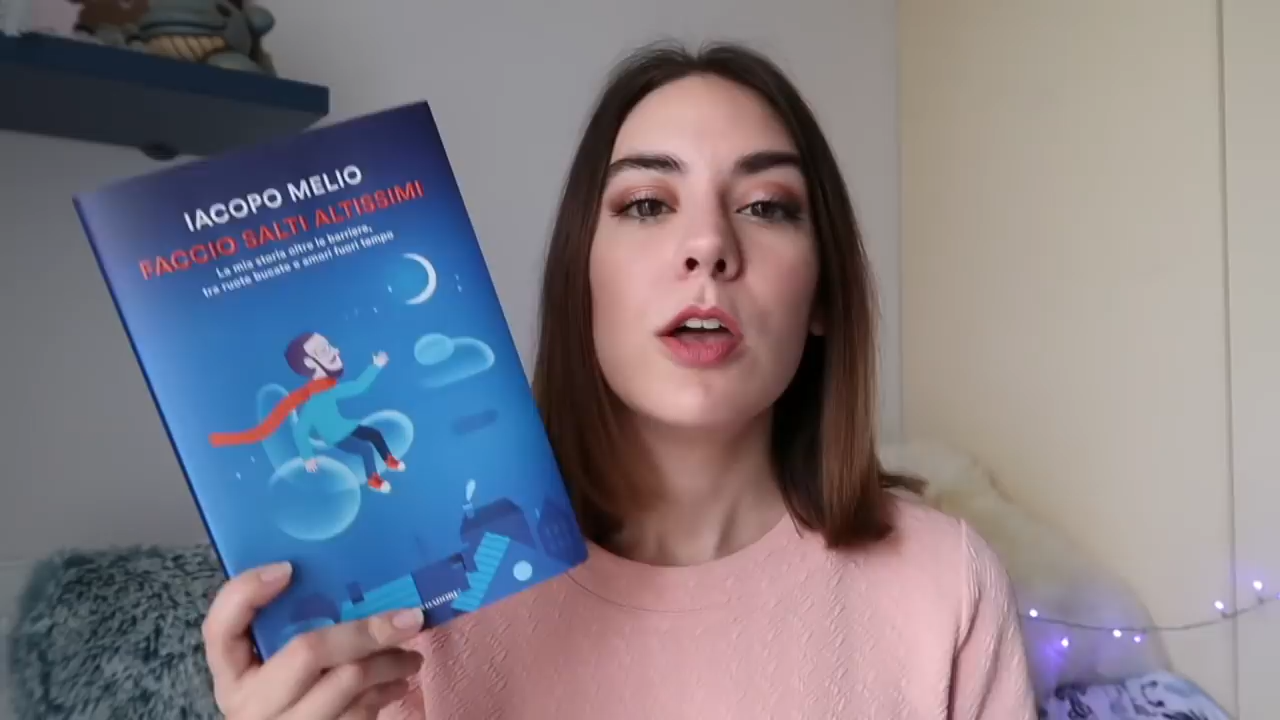 IACOPO MELIO
FACCIO SALTI ALTISSIMI
La mia storia oltre le barriere,
tra ruote bucate e amori fuori tempo